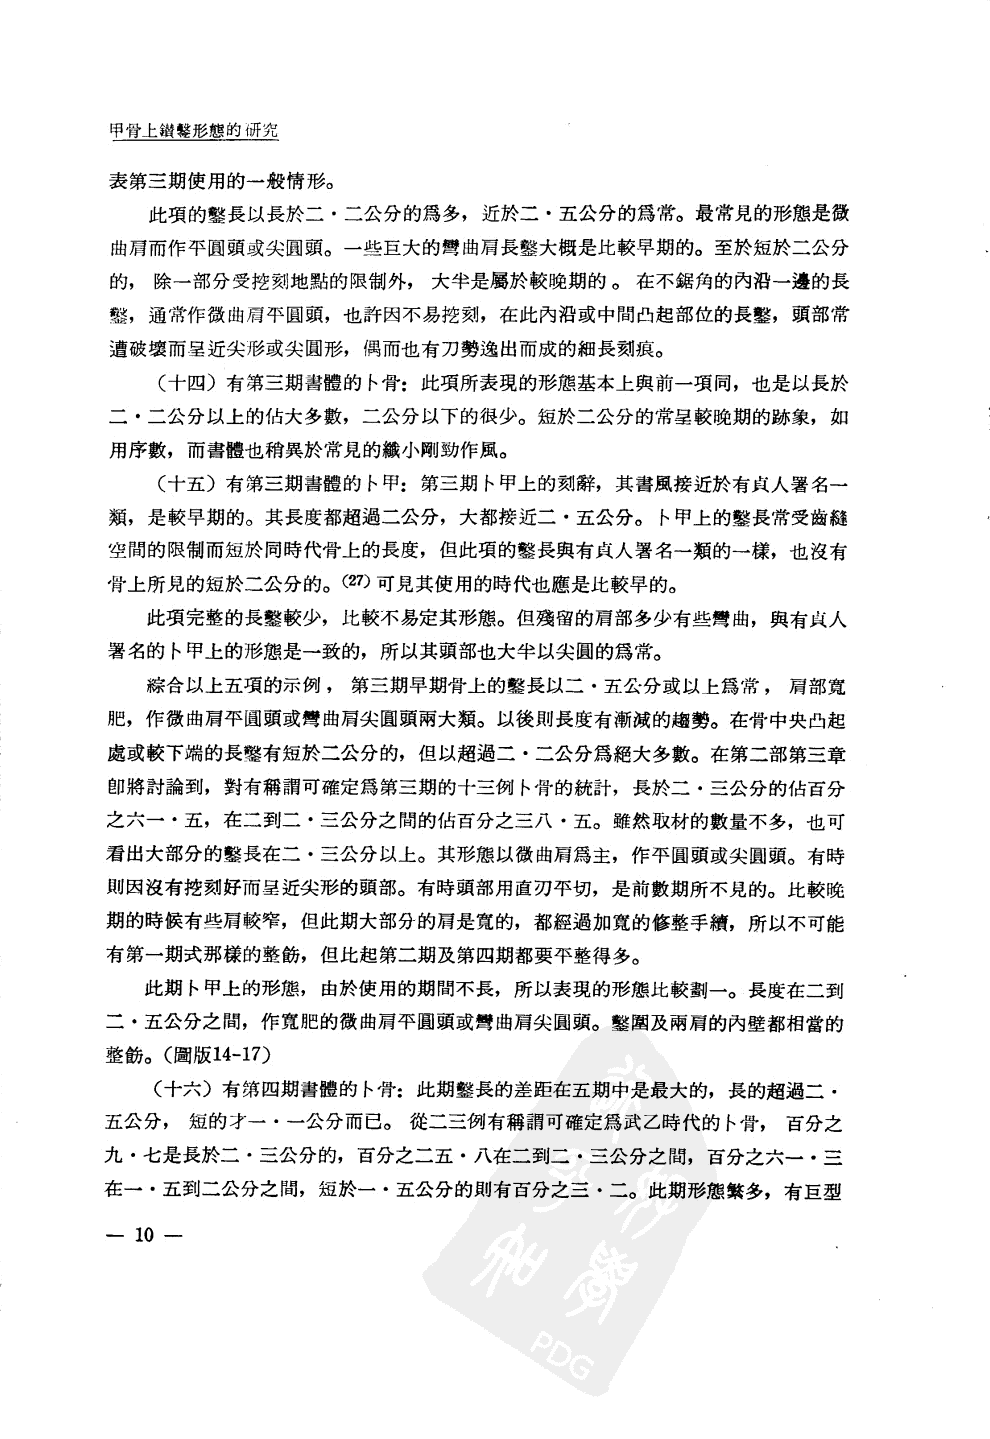 甲骨上鑽鑿形態的研究
表第三期使用的一般情形。
此項的鑿長以長於二·二公分的爲多，近於二·五公分的爲常。最常見的形態是微
曲肩而作平圓頭或尖圓頭。一些巨大的彎曲肩長鑿大概是比較早期的。至於短於二公分
的，除一部分受挖刻地點的限制外，大半是屬於較晚期的。在不鋸角的內沿一邊的長
鑿，通常作微曲肩平圓頭，也許因不易挖刻，在此內沿或中間凸起部位的長鑿，頭部常
遭破壞而呈近尖形或尖圓形，偶而也有刀勢逸出而成的細長刻痕。
（十四）有第三期書體的卜骨：此項所表現的形態基本上與前一項同，也是以長於
二·二公分以上的佔大多數，二公分以下的很少。短於二公分的常呈較晚期的跡象，如
用序數，而書體也稍異於常見的纖小剛勁作風。
（十五）有第三期書體的卜甲：第三期卜甲上的刻辭，其書風接近於有貞人署名一
類，是較早期的。其長度都超過二公分，大都接近二·五公分。卜甲上的鑿長常受齒縫
空間的限制而短於同時代骨上的長度，但此項的鑿長與有貞人署名一類的一樣，也沒有
骨上所見的短於二公分的。(27)可見其使用的時代也應是比較早的。
此項完整的長鑿較少，比較不易定其形態。但殘留的肩部多少有些彎曲，與有貞人
署名的卜甲上的形態是一致的，所以其頭部也大半以尖圓的爲常。
綜合以上五項的示例，第三期早期骨上的鑿長以二·五公分或以上爲常，肩部寬
肥，作微曲肩平圓頭或彎曲肩尖圓頭兩大類。以後則長度有漸減的趨勢。在骨中央凸起
處或較下端的長鑿有短於二公分的，但以超過二·二公分爲絕大多數。在第二部第三章
卽將討論到，對有稱謂可確定爲第三期的十三例卜骨的統計，長於二·三公分的佔百分
之六一·五，在二到二·三公分之間的佔百分之三八·五。雖然取材的數量不多，也可
看出大部分的鑿長在二·三公分以上。其形態以微曲肩爲主，作平圓頭或尖圓頭。有時
則因沒有挖刻好而呈近尖形的頭部。有時頭部用直刃平切，是前數期所不見的。比較晚
期的時候有些肩較窄，但此期大部分的肩是寬的，都經過加寬的修整手續，所以不可能
有第一期式那樣的整飭，但比起第二期及第四期都要平整得多。
此期卜甲上的形態，由於使用的期間不長，所以表現的形態比較劃一。長度在二到
二·五公分之間，作寬肥的微曲肩平圓頭或彎曲肩尖圓頭。鑿圍及兩肩的內壁都相當的
整飭。（圖版14-17）
（十六）有第四期書體的卜骨：此期鑿長的差距在五期中是最大的，長的超過二·
五公分，短的才一·一公分而已。從二三例有稱謂可確定爲武乙時代的卜骨，百分之
九·七是長於二·三公分的，百分之二五·八在二到二·三公分之間，百分之六一·三
在一·五到二公分之間，短於一·五公分的則有百分之三·二。此期形態繁多，有巨型
— 10 —
PDG